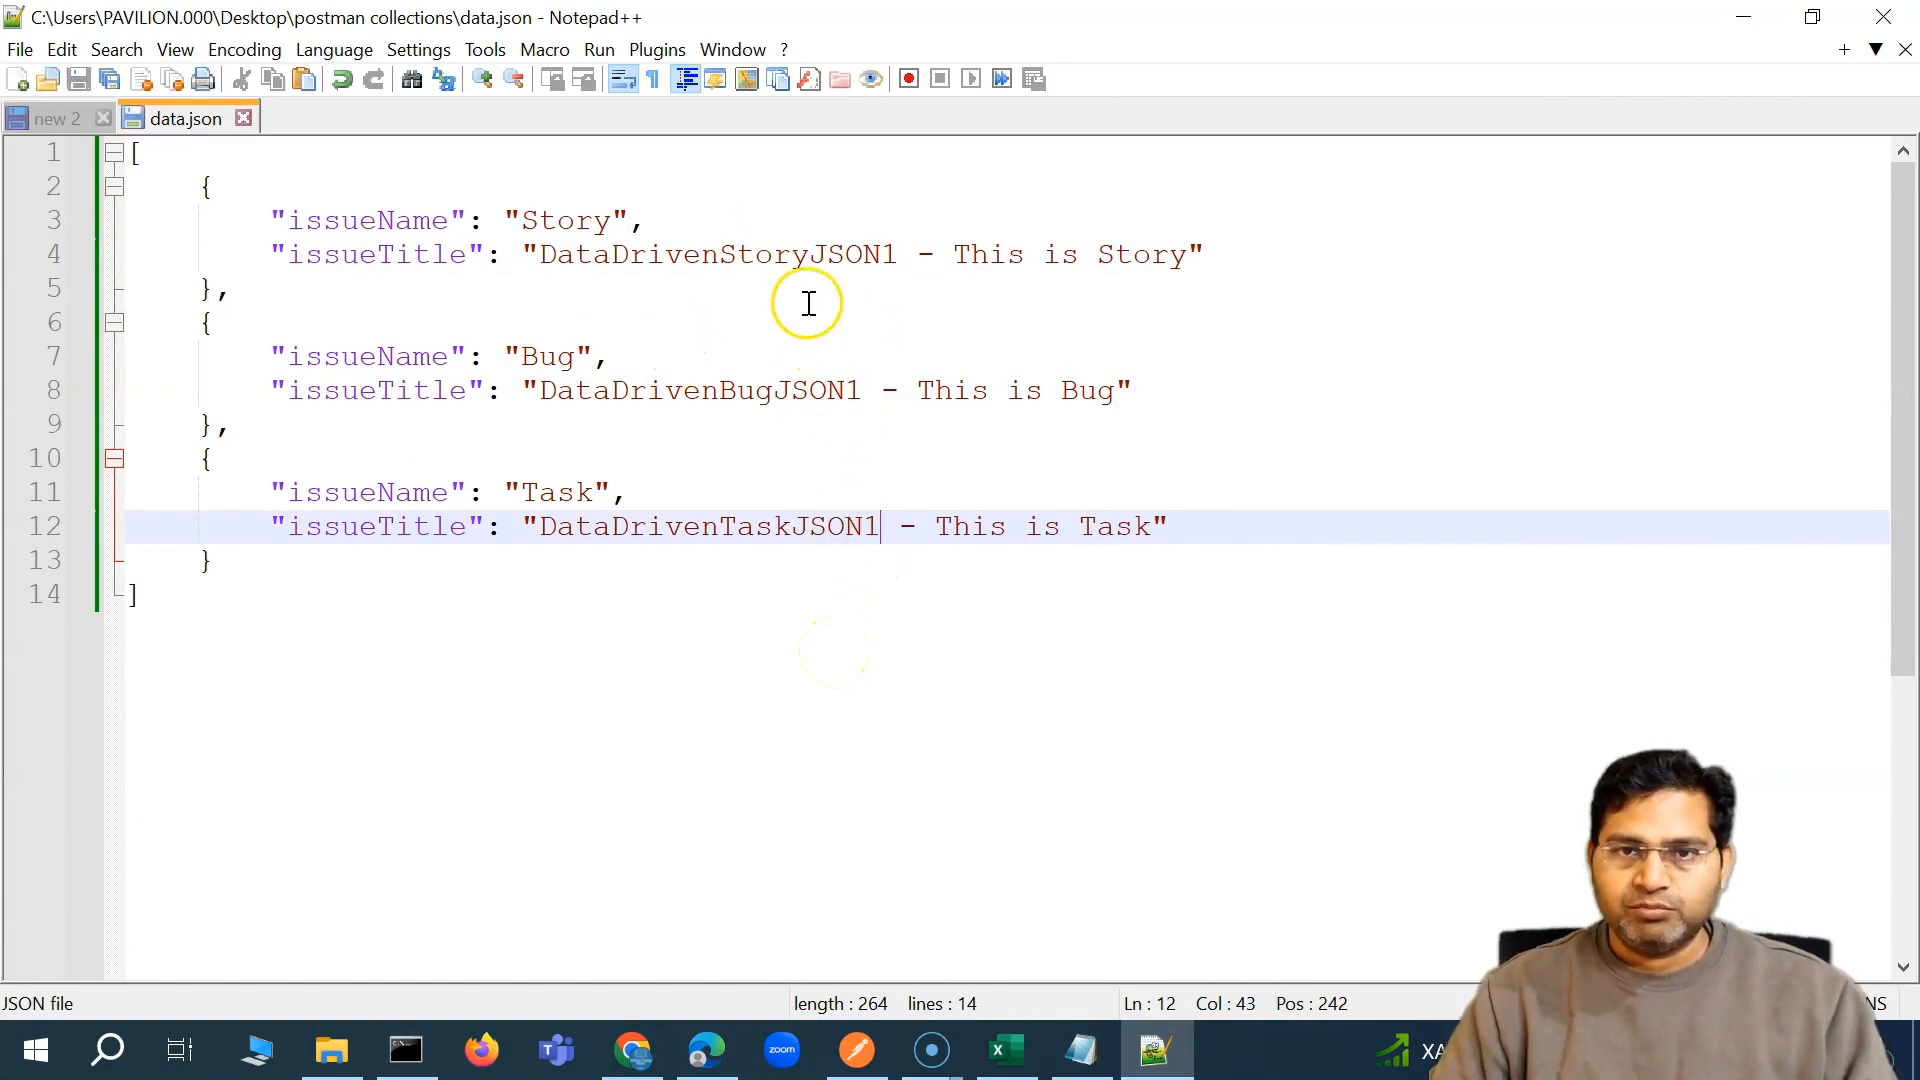 C:\Users\PAVILION.000\Desktop\postman collections\data.json - Notepad++
File Edit Search View Encoding Language Settings Tools Macro Run Plugins Window ?
new 2 data.json
1 [
2 {
3 "issueName": "Story",
4 "issueTitle": "DataDrivenStoryJSON1 - This is Story"
5 },
6 {
7 "issueName": "Bug",
8 "issueTitle": "DataDrivenBugJSON1 - This is Bug"
9 },
10 {
11 "issueName": "Task",
12 "issueTitle": "DataDrivenTaskJSON1 - This is Task"
13 }
14 ]
JSON file length : 264 lines : 14 Ln : 12 Col : 43 Pos : 242 NS
zoom XA